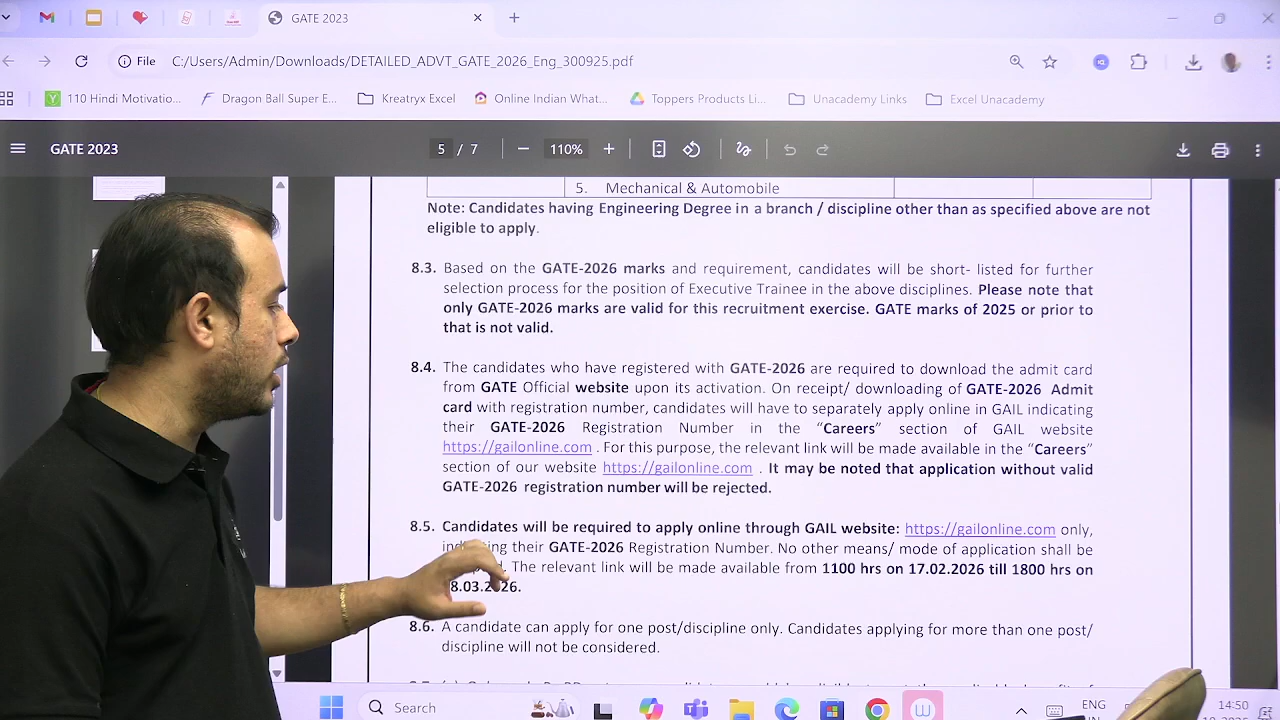 GATE 2023
File
C:/Users/Admin/Downloads/DETAILED_ADVT_GATE_2026_Eng_300925.pdf
110 Hindi Motivatio...
Dragon Ball Super E...
Kreatryx Excel
Online Indian What...
Toppers Products Li...
Unacademy Links
Excel Unacademy
GATE 2023
5 / 7
110%
5. Mechanical & Automobile
Note: Candidates having Engineering Degree in a branch / discipline other than as specified above are not
eligible to apply.
8.3. Based on the GATE-2026 marks and requirement, candidates will be short- listed for further
selection process for the position of Executive Trainee in the above disciplines. Please note that
only GATE-2026 marks are valid for this recruitment exercise. GATE marks of 2025 or prior to
that is not valid.
8.4. The candidates who have registered with GATE-2026 are required to download the admit card
from GATE Official website upon its activation. On receipt/ downloading of GATE-2026 Admit
card with registration number, candidates will have to separately apply online in GAIL indicating
their GATE-2026 Registration Number in the “Careers” section of GAIL website
https://gailonline.com . For this purpose, the relevant link will be made available in the “Careers”
section of our website https://gailonline.com . It may be noted that application without valid
GATE-2026 registration number will be rejected.
8.5. Candidates will be required to apply online through GAIL website: https://gailonline.com only,
their GATE-2026 Registration Number. No other means/ mode of application shall be
The relevant link will be made available from 1100 hrs on 17.02.2026 till 1800 hrs on
8.6. A candidate can apply for one post/discipline only. Candidates applying for more than one post/
discipline will not be considered.
Search
ENG
14:50